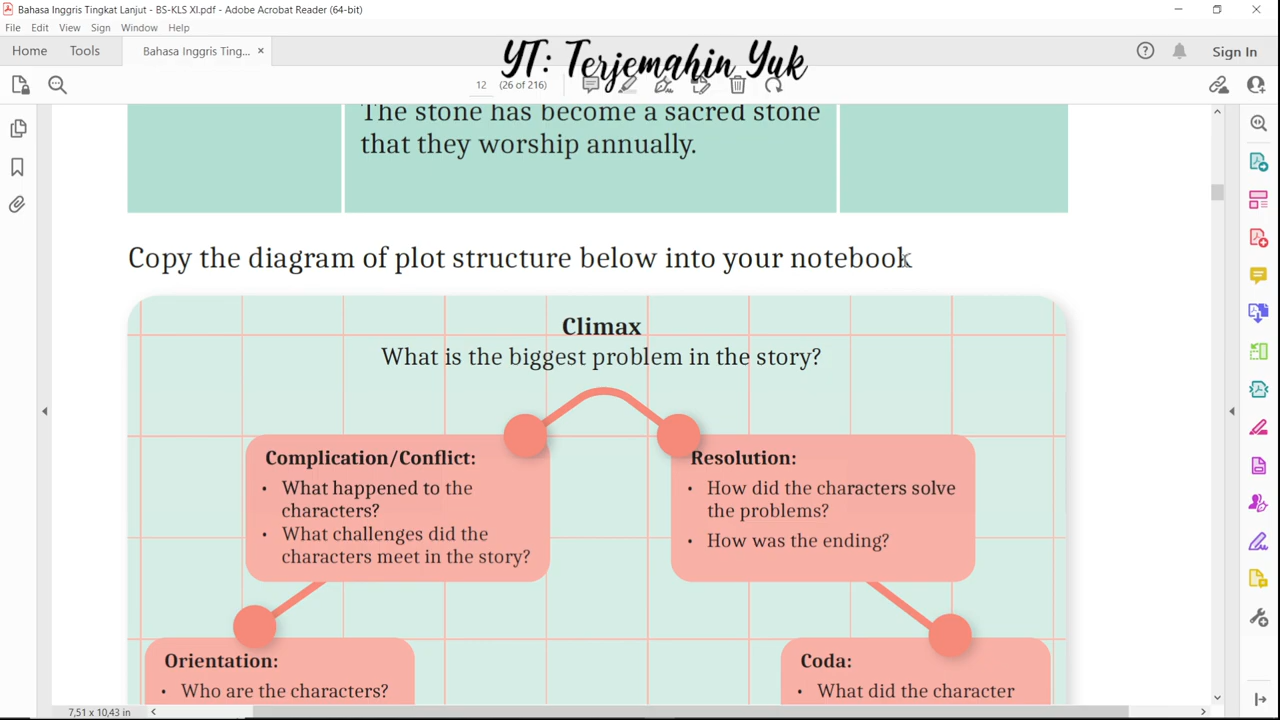 Bahasa Inggris Tingkat Lanjut - BS-KLS XI.pdf - Adobe Acrobat Reader (64-bit)
File Edit View Sign Window Help
Home Tools Bahasa Inggris Ting... × Sign In
YT: Terjemahin Yuk
12 (26 of 216)
The stone has become a sacred stone
that they worship annually.
Copy the diagram of plot structure below into your notebook
Climax
What is the biggest problem in the story?
Complication/Conflict:
• What happened to the
characters?
• What challenges did the
characters meet in the story?
Resolution:
• How did the characters solve
the problems?
• How was the ending?
Orientation:
• Who are the characters?
Coda:
• What did the character
7,51 x 10,43 in